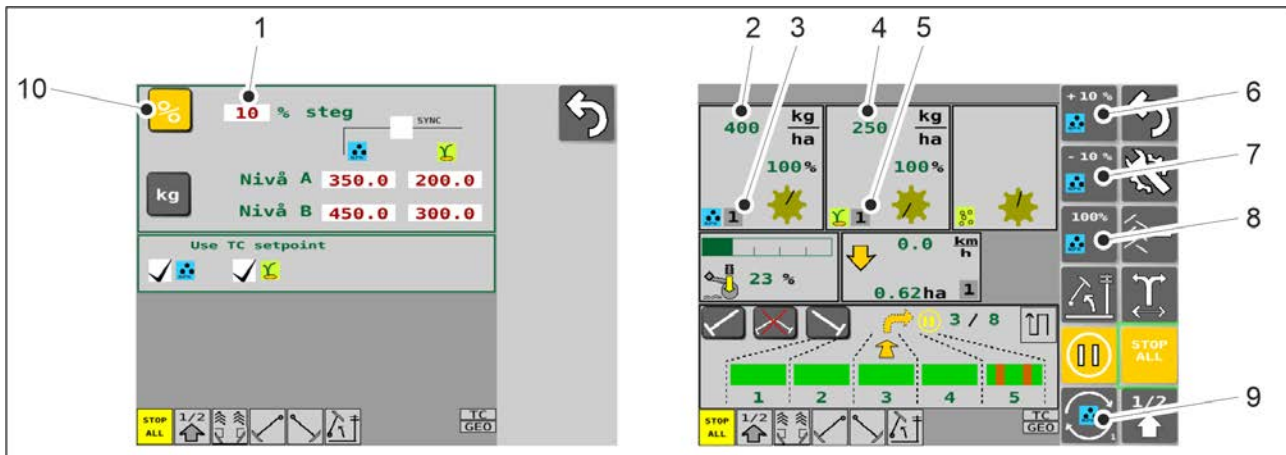 1
2
3
4
5
10
% 10 % steg
SYNC
Nivå A 350.0 200.0
kg
Nivå B 450.0 300.0
Use TC setpoint
STOP ALL 1/2 TC GEO
400 kg/ha
100%
1
250 kg/ha
100%
1
23 %
0.0 km/h
0.62ha 1
3 / 8
1 2 3 4 5
STOP ALL 1/2 TC GEO
+10 %
6
- 10 %
7
100%
8
STOP ALL
1/2
1
9